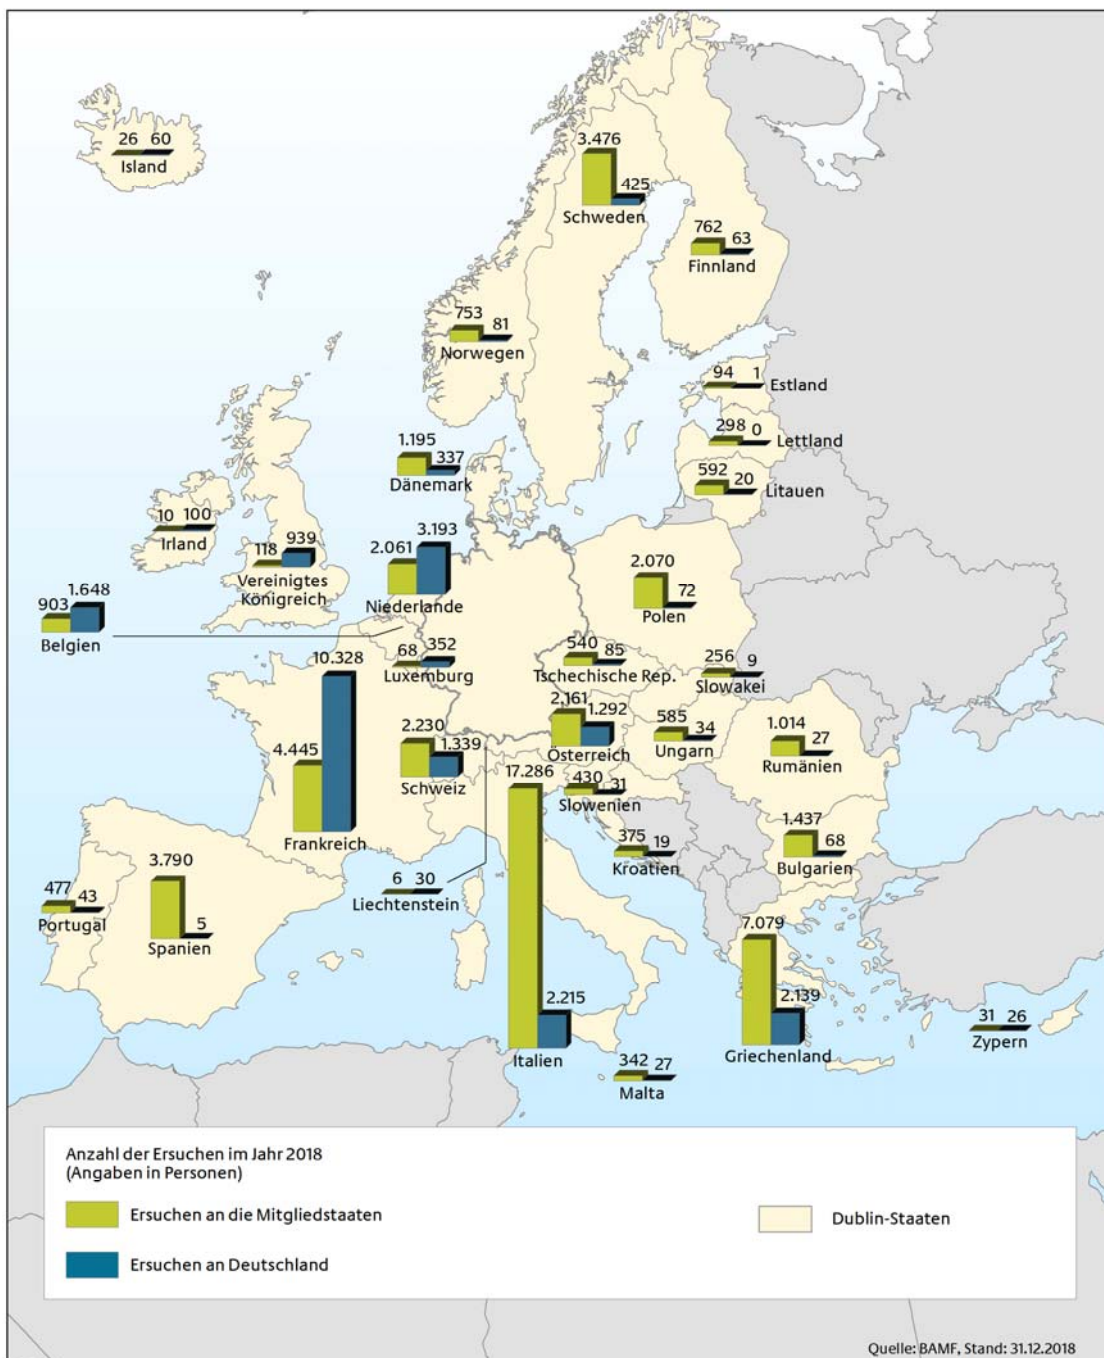 26 60
Island
3.476
425
Schweden
762 63
Finnland
753 81
Norwegen
94 1
Estland
298 0
Lettland
592 20
Litauen
1.195
337
Dänemark
10 100
Irland
118 939
Vereinigtes
Königreich
2.061 3.193
Niederlande
903 1.648
Belgien
2.070
72
Polen
68 352
Luxemburg
540 85
Tschechische Rep.
256 9
Slowakei
10.328
4.445
Frankreich
2.230
1.339
Schweiz
2.161 1.292
Österreich
585 34
Ungarn
1.014
27
Rumänien
17.286
2.215
Italien
430 31
Slowenien
375 19
Kroatien
1.437
68
Bulgarien
477 43
Portugal
3.790
5
Spanien
6 30
Liechtenstein
7.079
2.139
Griechenland
31 26
Zypern
342 27
Malta
Anzahl der Ersuchen im Jahr 2018
(Angaben in Personen)
Ersuchen an die Mitgliedstaaten
Ersuchen an Deutschland
Dublin-Staaten
Quelle: BAMF, Stand: 31.12.2018